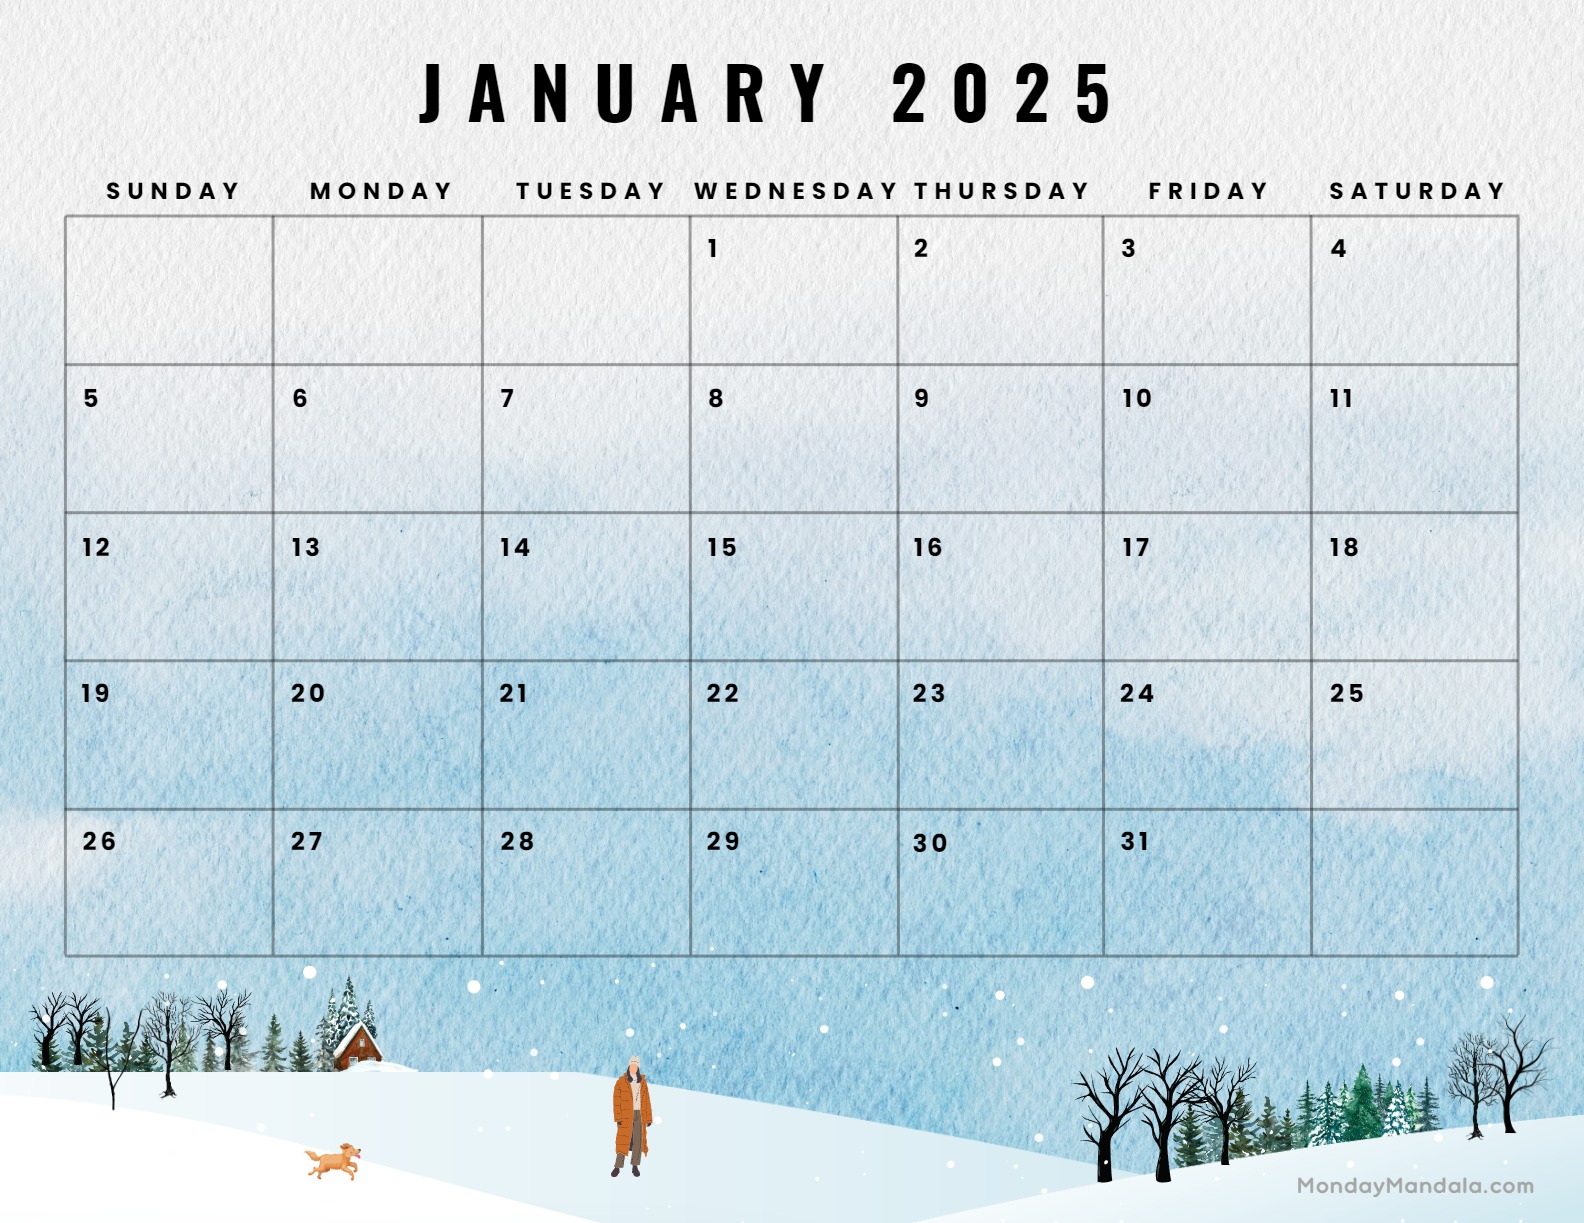 JANUARY 2025
SUNDAY MONDAY TUESDAY WEDNESDAY THURSDAY FRIDAY SATURDAY
1 2 3 4
5 6 7 8 9 10 11
12 13 14 15 16 17 18
19 20 21 22 23 24 25
26 27 28 29 30 31
MondayMandala.com